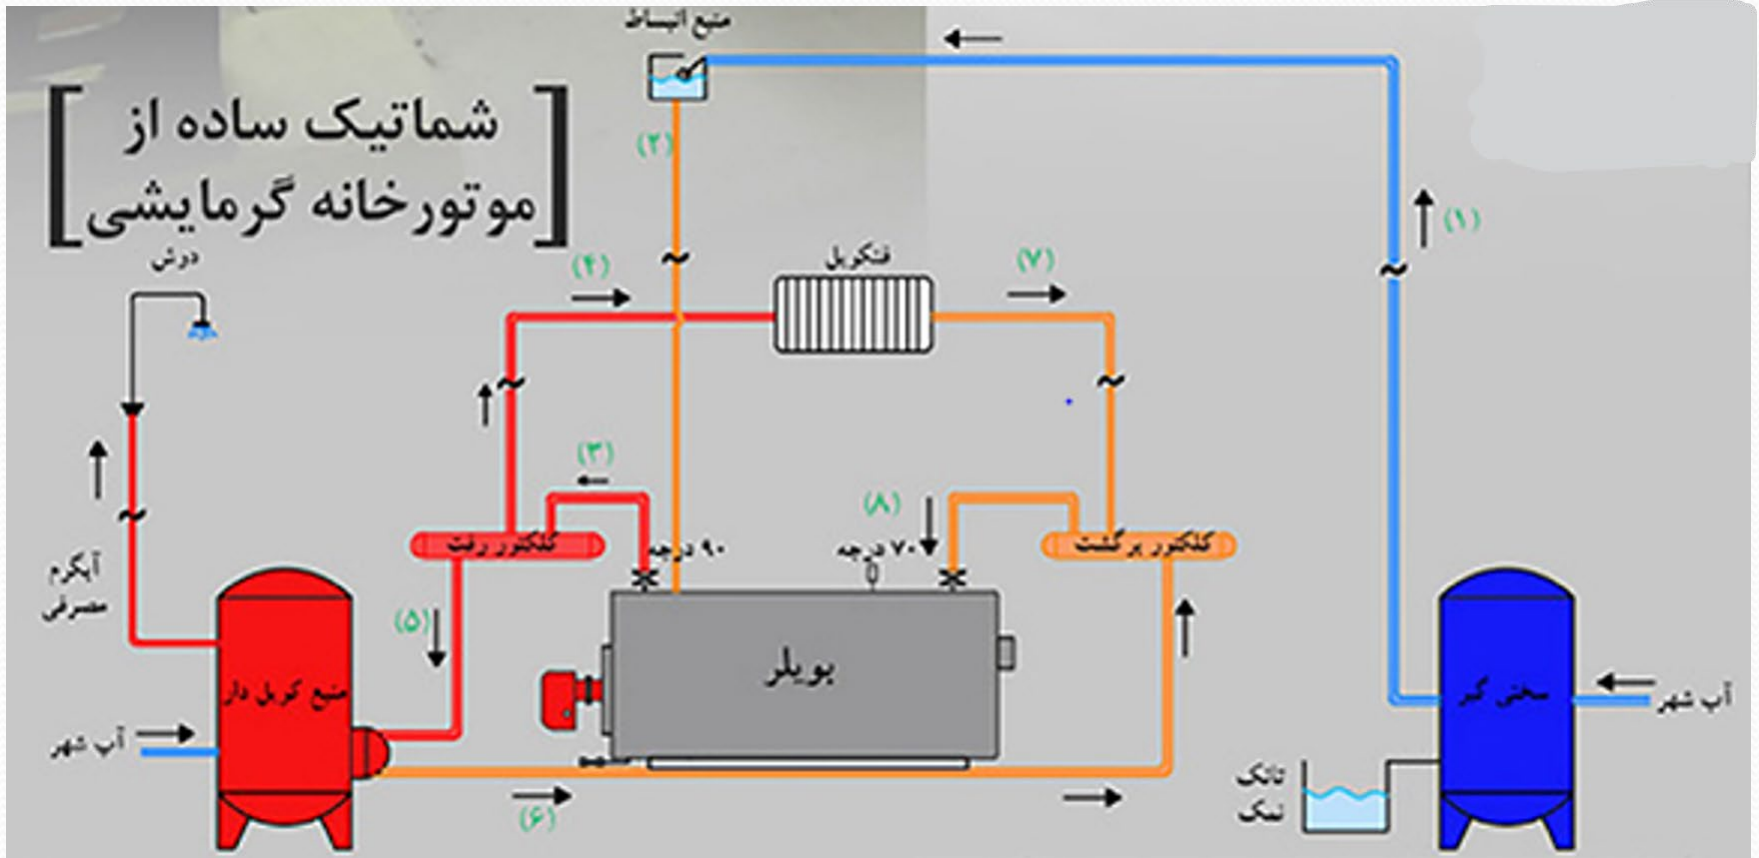 منبع انبساط
شماتیک ساده از
موتورخانه گرمایشی
(۱)
(۲)
دوش
(۴)
فنکویل
(۷)
(۳)
(۸)
کلکتور رفت
۹۰ درجه
۷۰ درجه
کلکتور برگشت
آبگرم
مصرفی
(۵)
بویلر
منبع کویل دار
سختی گیر
آب شهر
آب شهر
تانک
نمک
(۶)